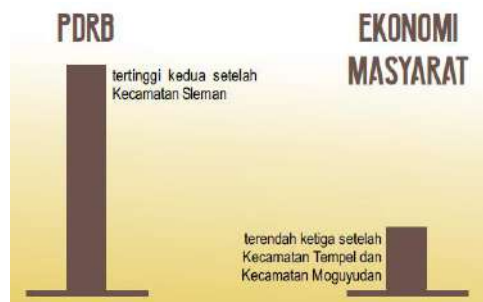 PDRB
tertinggi kedua setelah
Kecamatan Sleman
EKONOMI
MASYARAT
terendah ketiga setelah
Kecamatan Tempel dan
Kecamatan Moguyudan